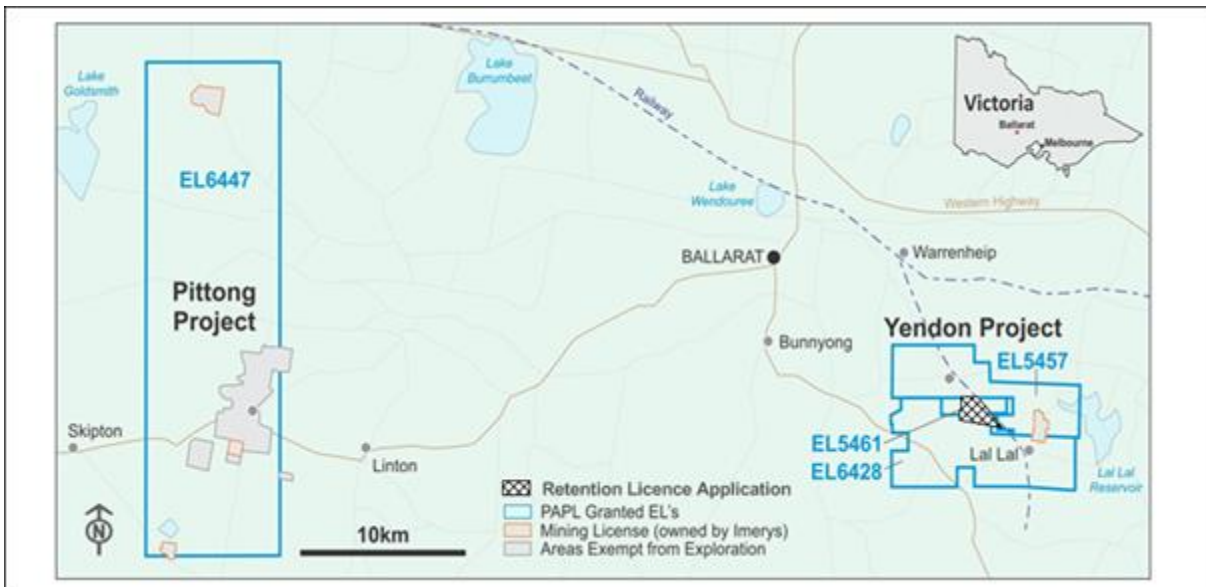 Lake
Goldsmith
Lake
Burrumbeet
Railway
Victoria
Ballarat
Melbourne
EL6447
Lake
Wendouree
Western Highway
BALLARAT
Warrenheip
Pittong
Project
Yendon Project
Bunnyong
EL5457
Skipton
Linton
EL5461
EL6428
Lal Lal
Lal Lal
Reservoir
N
10km
Retention Licence Application
PAPL Granted EL's
Mining License (owned by Imerys)
Areas Exempt from Exploration